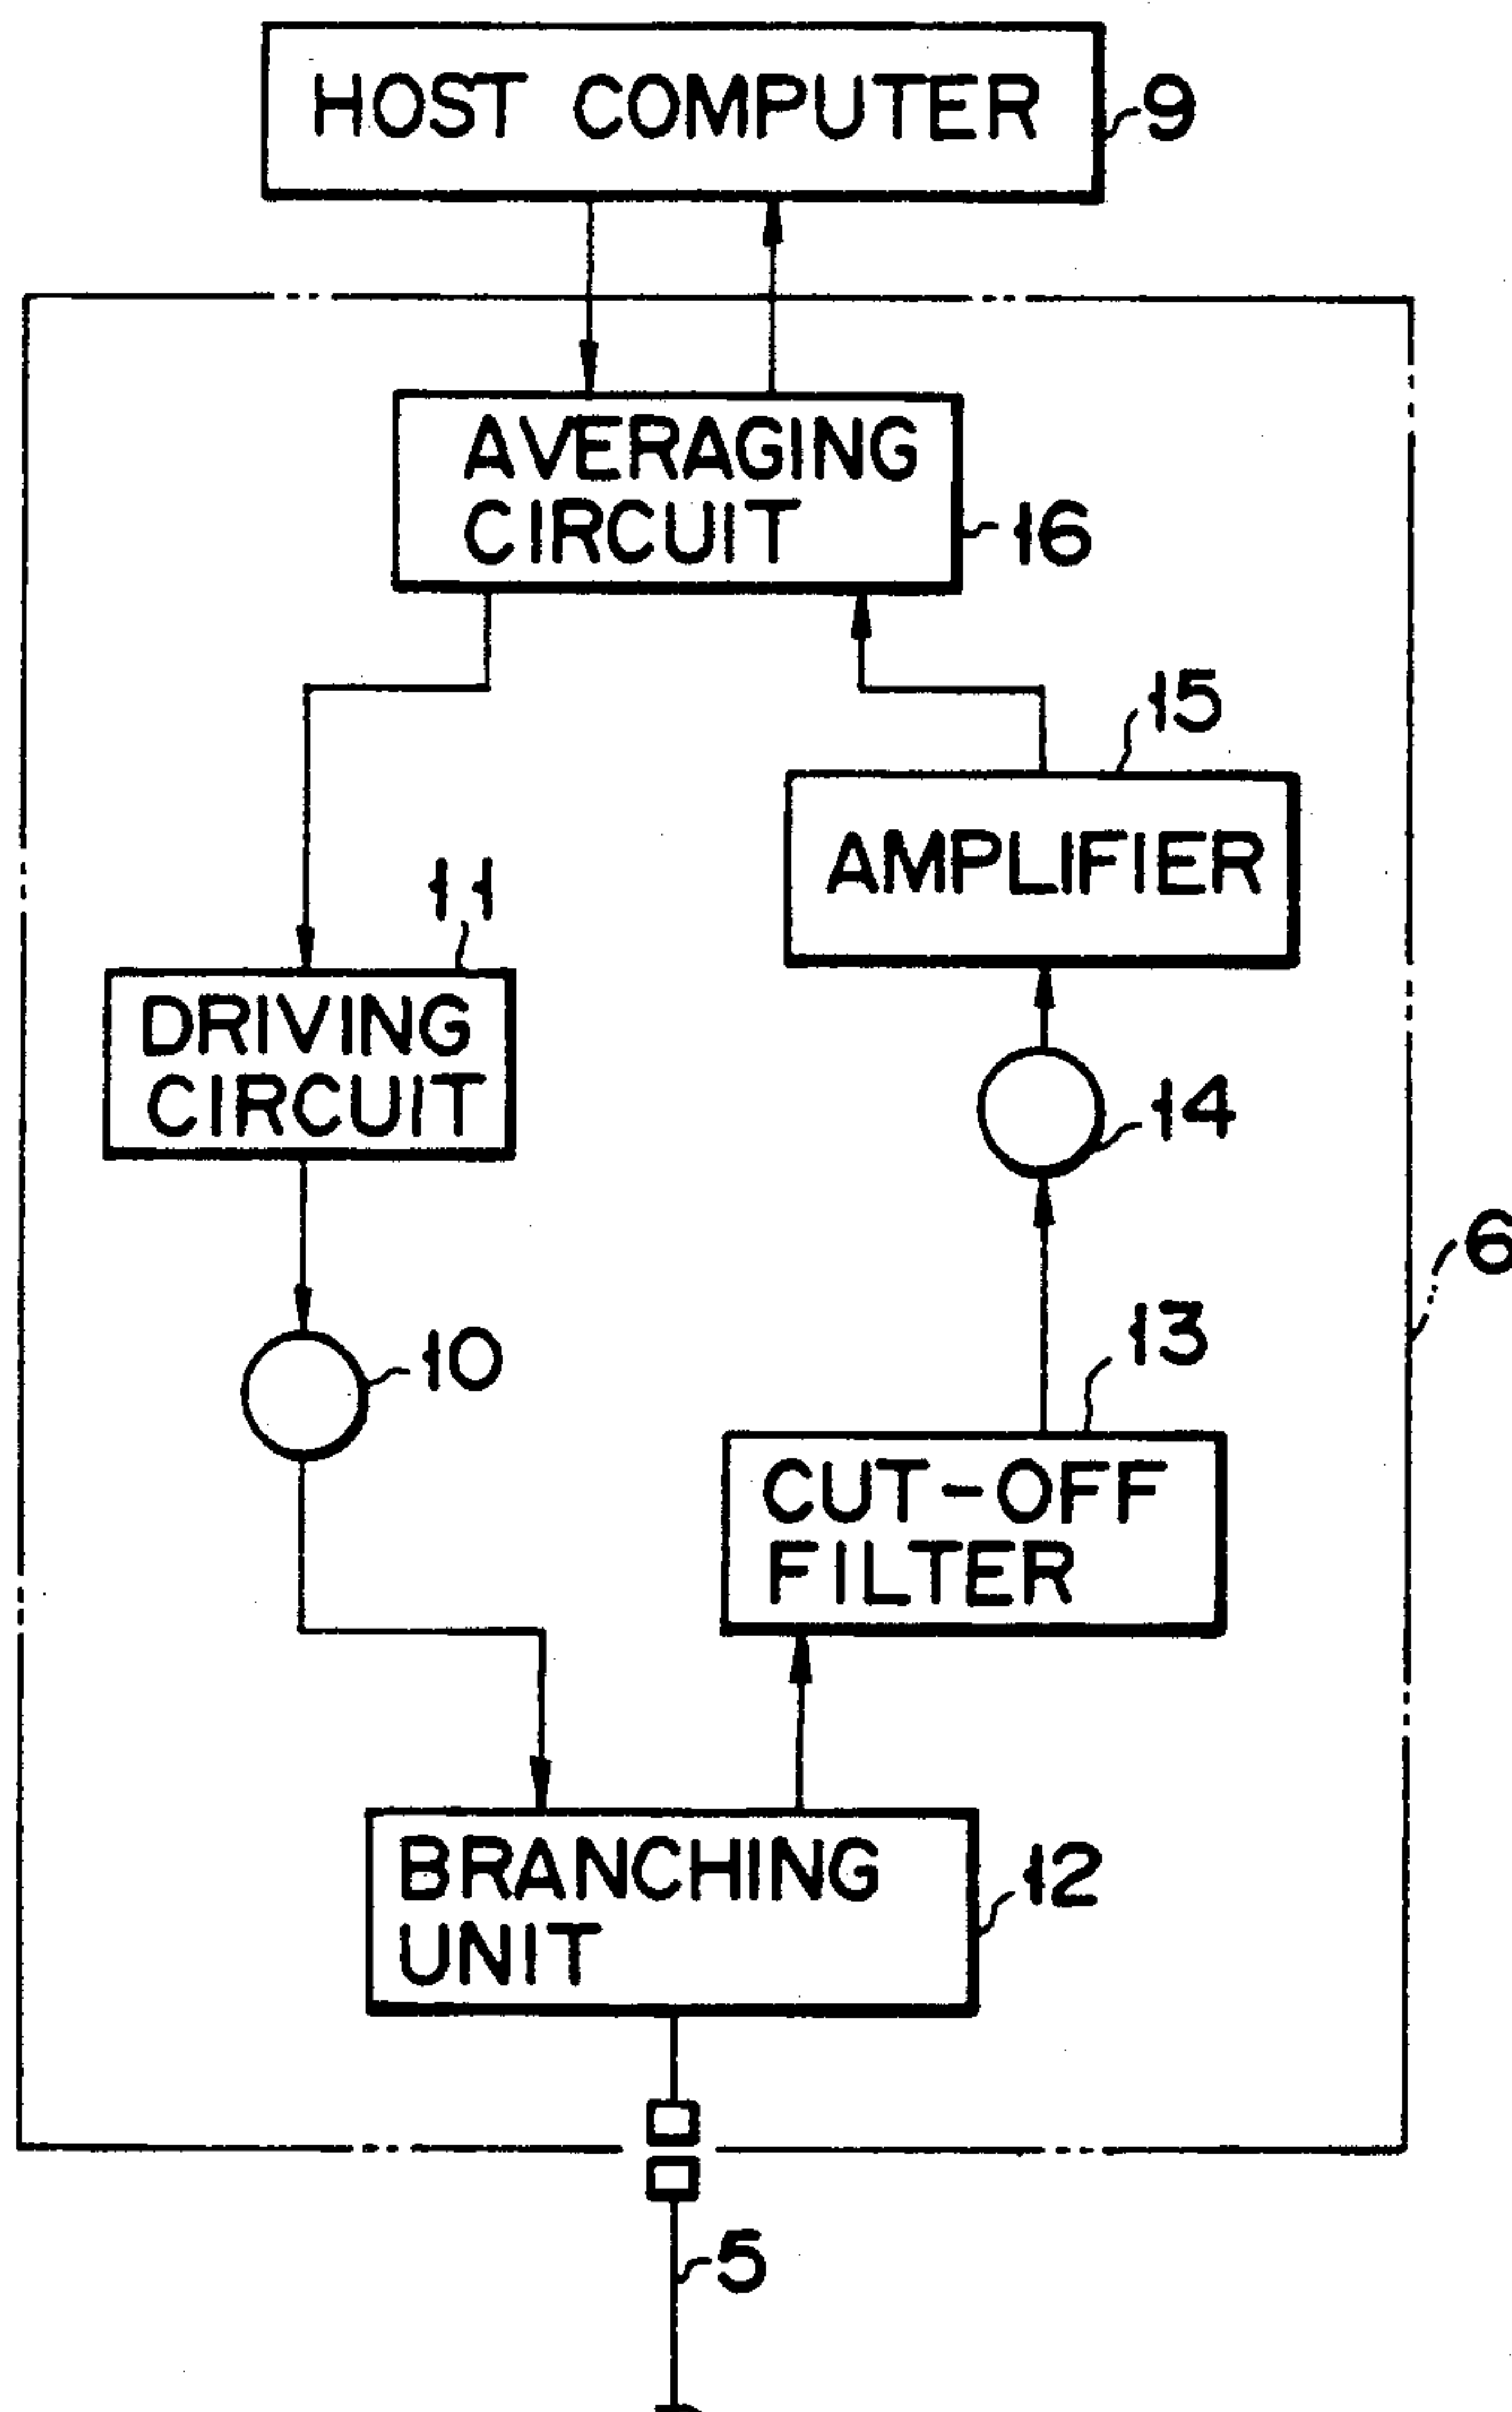 HOST COMPUTER
9
AVERAGING
CIRCUIT
16
15
AMPLIFIER
11
DRIVING
CIRCUIT
14
6
10
13
CUT-OFF
FILTER
BRANCHING
UNIT
12
5